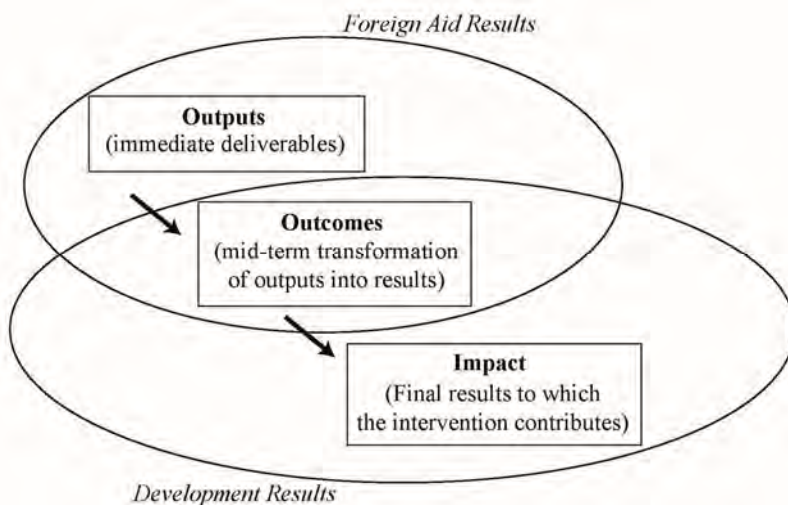 Foreign Aid Results
Outputs
(immediate deliverables)
Outcomes
(mid-term transformation
of outputs into results)
Impact
(Final results to which
the intervention contributes)
Development Results